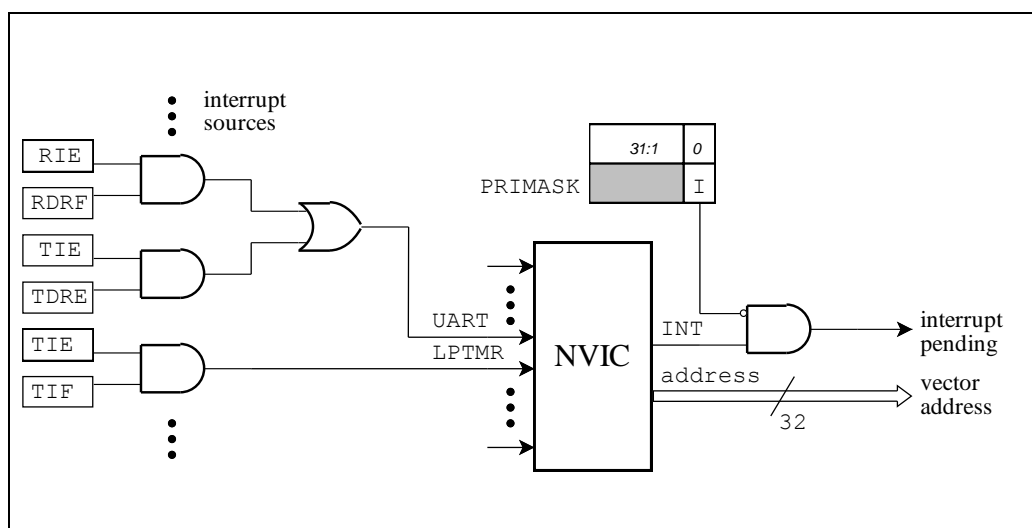 interrupt
sources
RIE
RDRF
TIE
TDRE
TIE
TIF
31:1 0
PRIMASK I
UART
LPTMR
NVIC
INT
address
32
interrupt
pending
vector
address